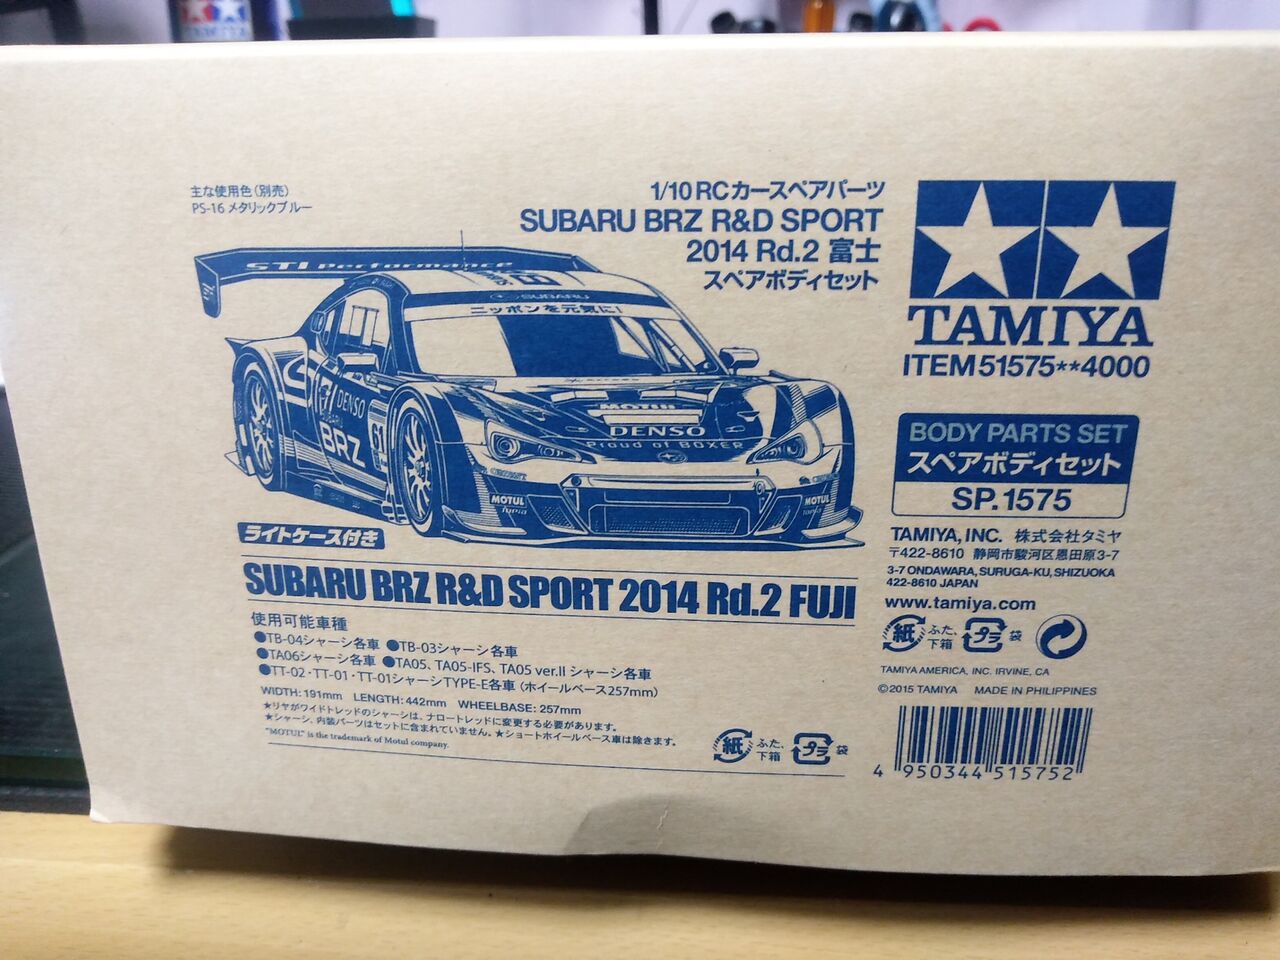 TAMIYA
主な使用色(別売)
PS-16 メタリックブルー
1/10 RCカースペアパーツ
SUBARU BRZ R&D SPORT
2014 Rd.2 富士
スペアボディセット
TAMIYA
ITEM 51575**4000
BODY PARTS SET
スペアボディセット
SP.1575
STI Performance
SUBARU
ニッポンを元気に!
MOTUL
DENSO
Proud of BOXER
DENSO
SUBARU
BRZ
61
MOTUL
Topia
MOTUL
Topia
ライトケース付き
SUBARU BRZ R&D SPORT 2014 Rd.2 FUJI
使用可能車種
●TB-04シャーシ各車 ●TB-03シャーシ各車
●TA06シャーシ各車 ●TA05、TA05-IFS、TA05 ver.II シャーシ各車
●TT-02・TT-01・TT-01シャーシTYPE-E各車 (ホイールベース257mm)
WIDTH: 191mm LENGTH: 442mm WHEELBASE: 257mm
★リヤがワイドトレッドのシャーシは、ナロートレッドに変更する必要があります。
★シャーシ、内装パーツはセットに含まれていません。★ショートホイールベース車は除きます。
"MOTUL" is the trademark of Motul company.
紙 ふた、下箱 プラ 袋
TAMIYA, INC. 株式会社タミヤ
〒422-8610 静岡市駿河区恩田原3-7
3-7 ONDAWARA, SURUGA-KU, SHIZUOKA
422-8610 JAPAN
www.tamiya.com
紙 ふた、下箱 プラ 袋
TAMIYA AMERICA, INC. IRVINE, CA
©2015 TAMIYA MADE IN PHILIPPINES
4 950344 515752